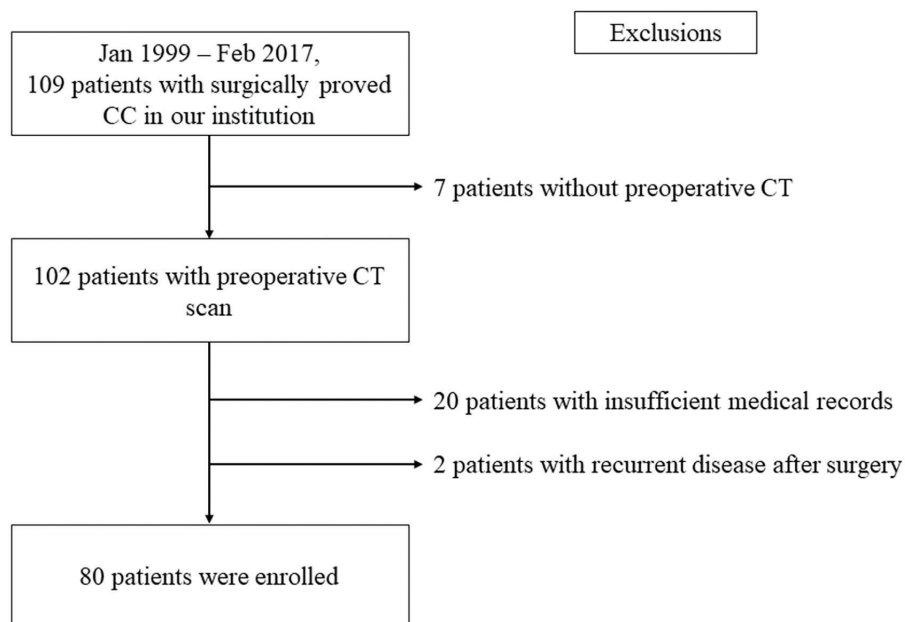 Exclusions
Jan 1999 – Feb 2017,
109 patients with surgically proved
CC in our institution
7 patients without preoperative CT
102 patients with preoperative CT
scan
20 patients with insufficient medical records
2 patients with recurrent disease after surgery
80 patients were enrolled